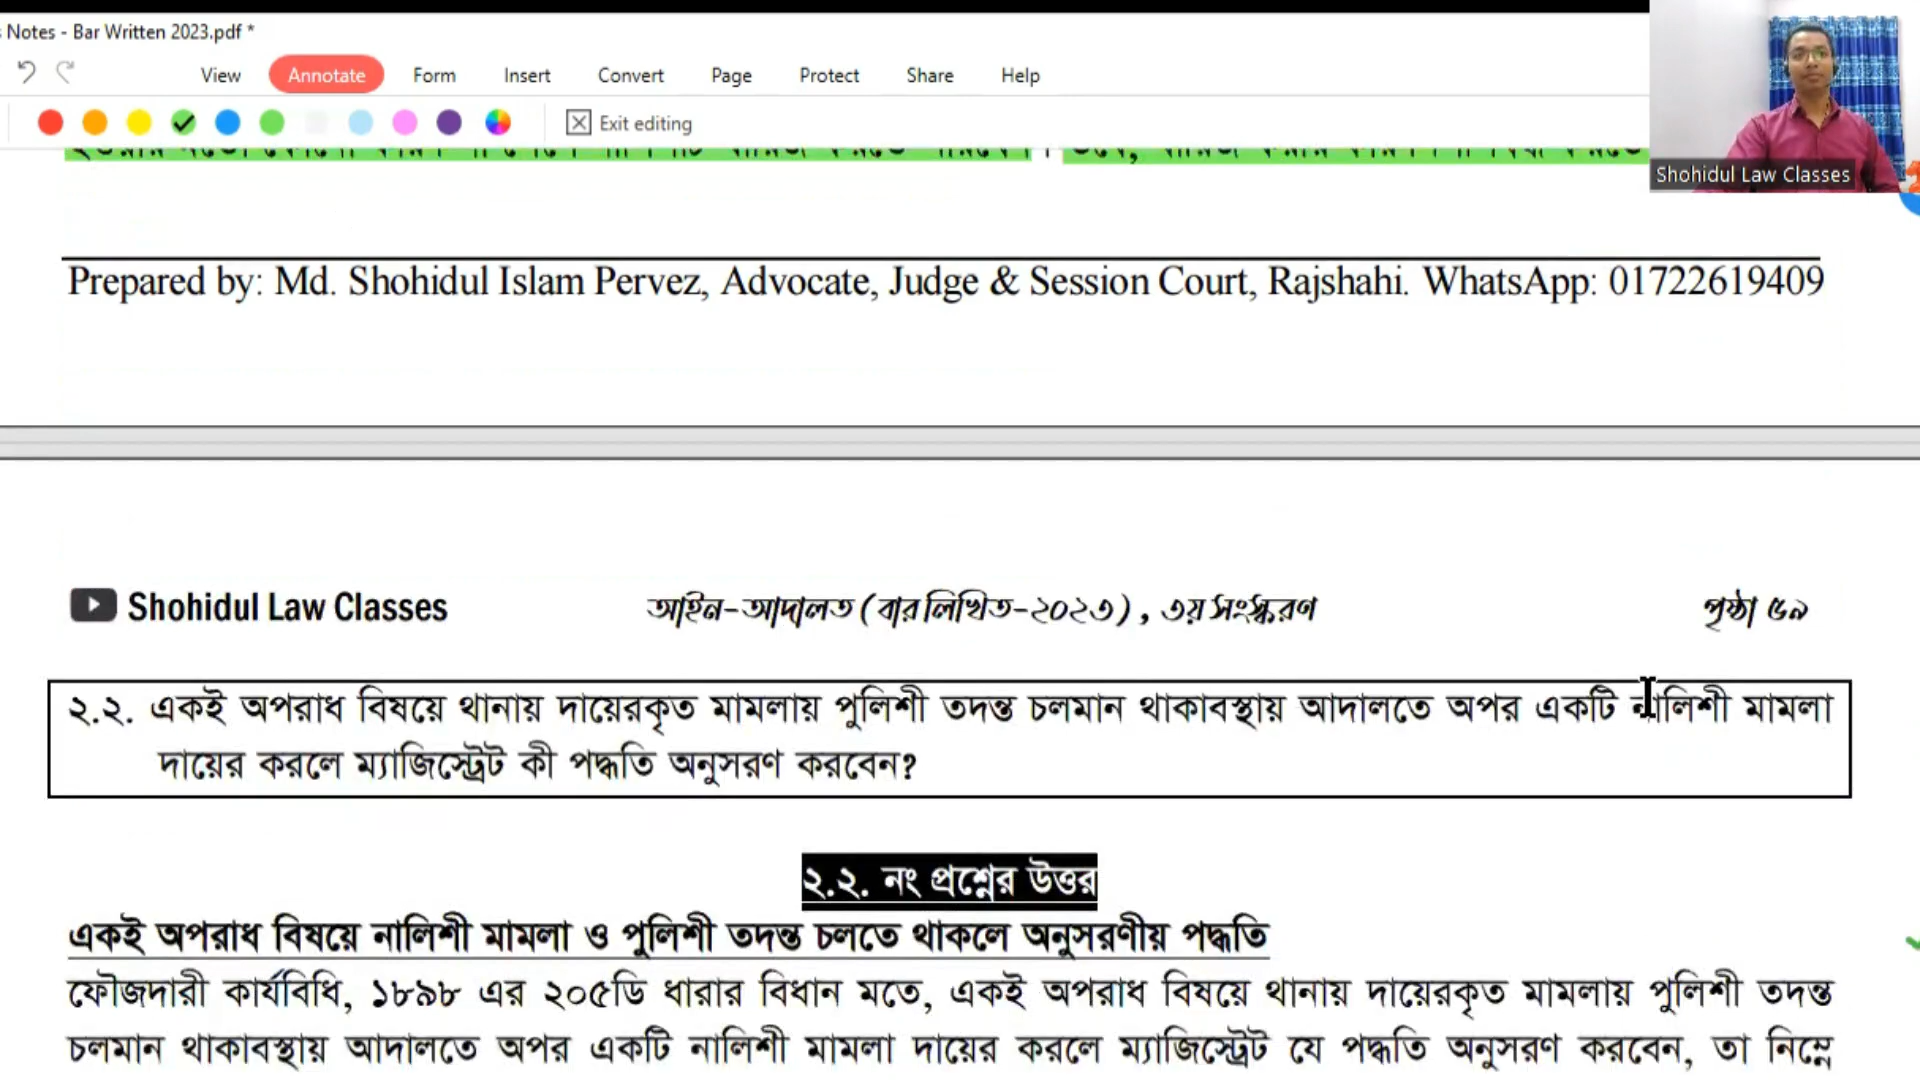 Notes - Bar Written 2023.pdf *
View Annotate Form Insert Convert Page Protect Share Help
Exit editing
Shohidul Law Classes
Prepared by: Md. Shohidul Islam Pervez, Advocate, Judge & Session Court, Rajshahi. WhatsApp: 01722619409
Shohidul Law Classes আইন-আদালত (বার লিখিত-২০২৩), ৩য় সংস্করণ পৃষ্ঠা ৫৯
২.২. একই অপরাধ বিষয়ে থানায় দায়েরকৃত মামলায় পুলিশী তদন্ত চলমান থাকাবস্থায় আদালতে অপর একটি নালিশী মামলা
দায়ের করলে ম্যাজিস্ট্রেট কী পদ্ধতি অনুসরণ করবেন?
২.২. নং প্রশ্নের উত্তর
একই অপরাধ বিষয়ে নালিশী মামলা ও পুলিশী তদন্ত চলতে থাকলে অনুসরণীয় পদ্ধতি
ফৌজদারী কার্যবিধি, ১৮৯৮ এর ২০৫ডি ধারার বিধান মতে, একই অপরাধ বিষয়ে থানায় দায়েরকৃত মামলায় পুলিশী তদন্ত
চলমান থাকাবস্থায় আদালতে অপর একটি নালিশী মামলা দায়ের করলে ম্যাজিস্ট্রেট যে পদ্ধতি অনুসরণ করবেন, তা নিম্নে